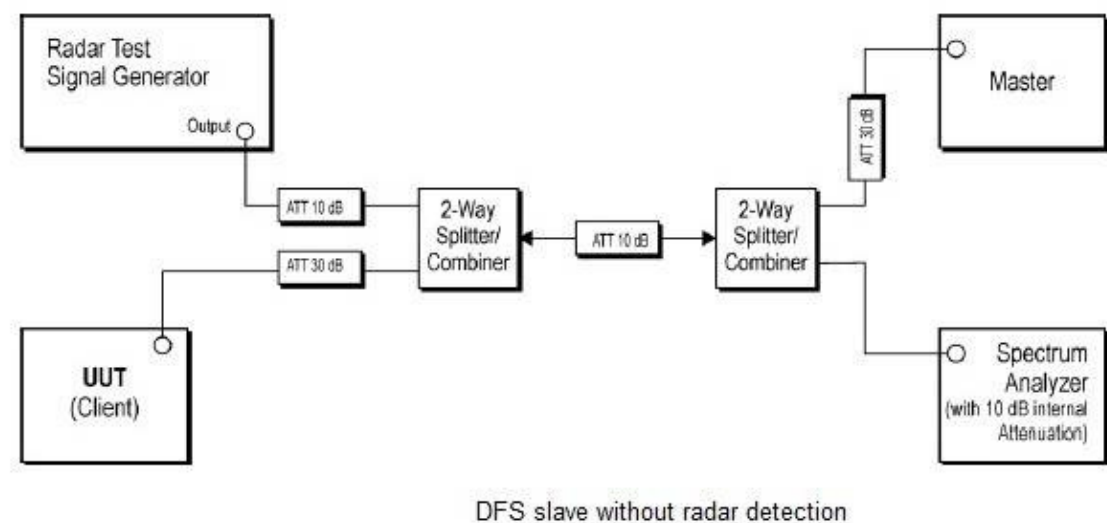 Radar Test
Signal Generator
Output
ATT 10 dB
ATT 30 dB
UUT
(Client)
2-Way
Splitter/
Combiner
ATT 10 dB
2-Way
Splitter/
Combiner
ATT 30 dB
Master
Spectrum
Analyzer
(with 10 dB internal
Attenuation)
DFS slave without radar detection